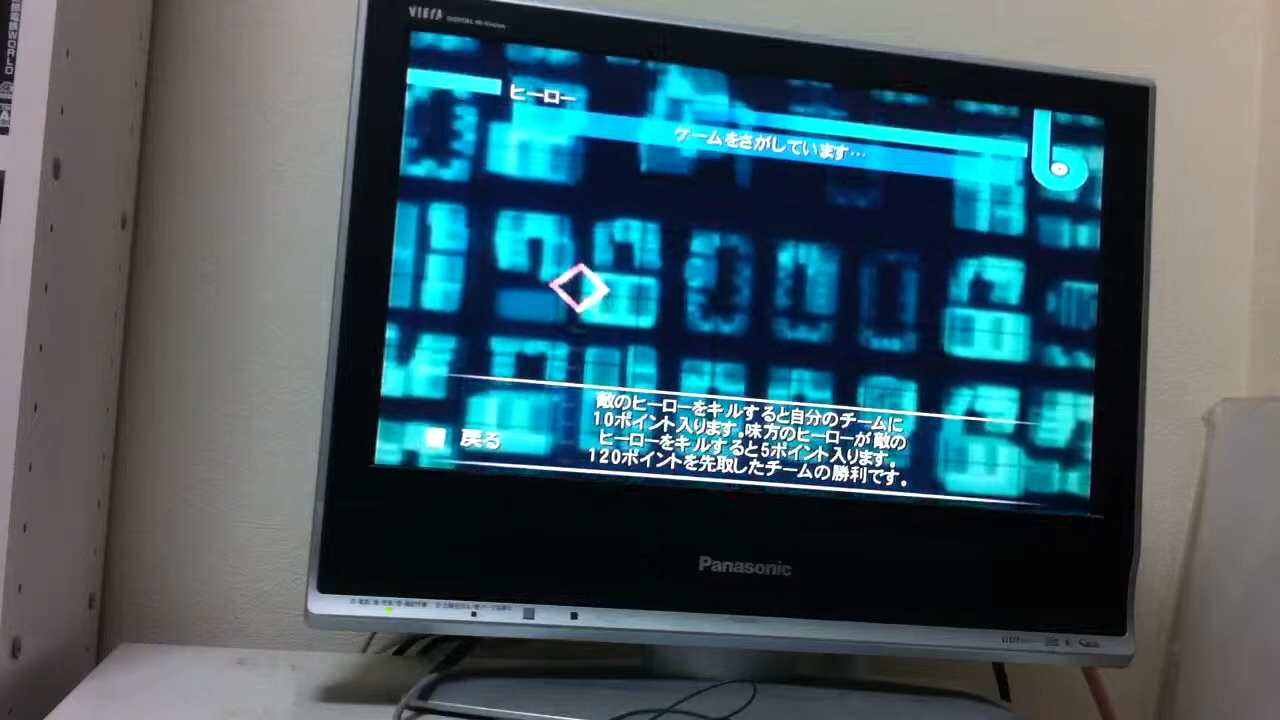 VIErA
WORLD
ヒーロー
ゲームをさがしています…
b
敵のヒーローをキルすると自分のチームに
10ポイント入ります。味方のヒーローが敵の
ヒーローをキルすると5ポイント入ります。
120ポイントを先取したチームの勝利です。
戻る
Panasonic
VIErA